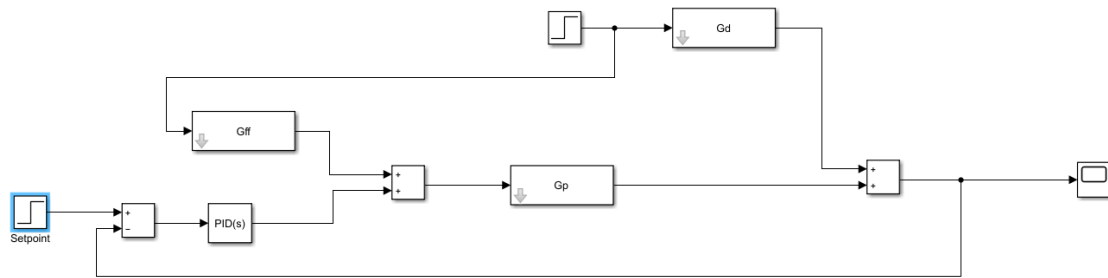 Gd
Gff
+
+
+
+
Gp
+
−
PID(s)
Setpoint